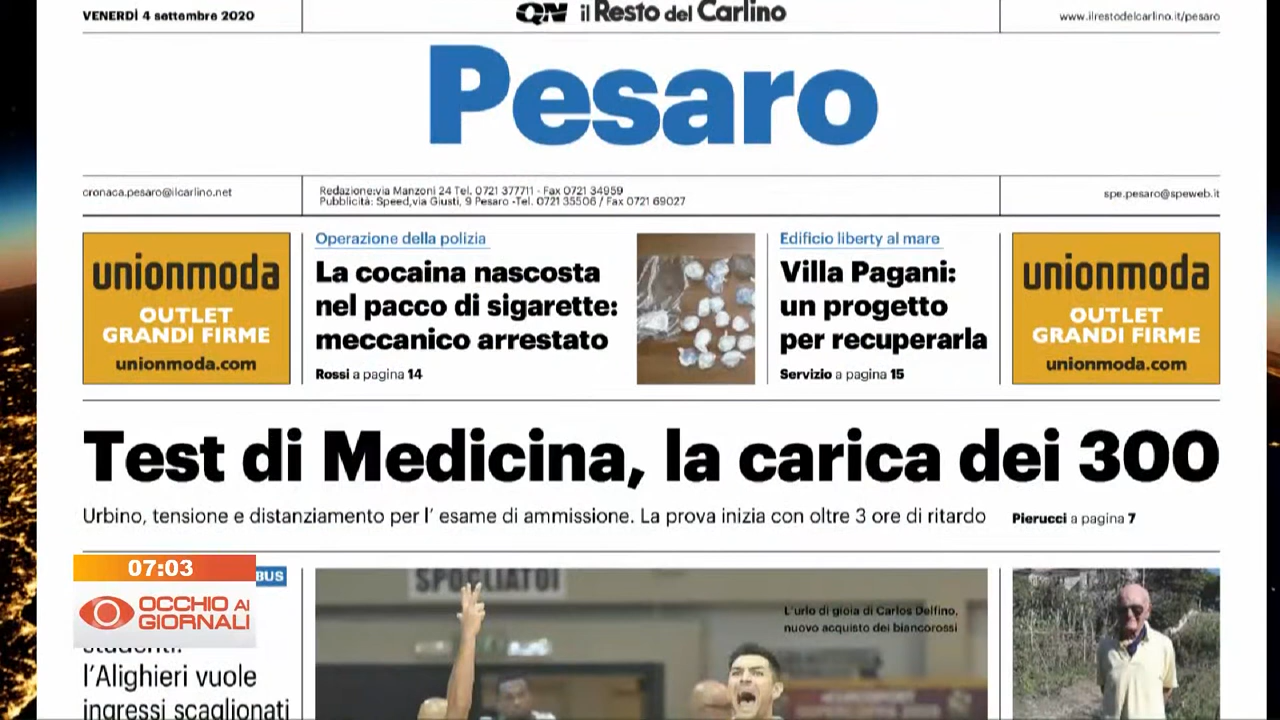 VENERDÌ 4 settembre 2020
QN il Resto del Carlino
www.ilrestodelcarlino.it/pesaro
Pesaro
cronaca.pesaro@ilcarlino.net
Redazione:via Manzoni 24 Tel. 0721 377711 - Fax 0721 34959
Pubblicità: Speed,via Giusti, 9 Pesaro -Tel. 0721 35506 / Fax 0721 69027
spe.pesaro@speweb.it
unionmoda
OUTLET
GRANDI FIRME
unionmoda.com
Operazione della polizia
La cocaina nascosta
nel pacco di sigarette:
meccanico arrestato
Rossi a pagina 14
Edificio liberty al mare
Villa Pagani:
un progetto
per recuperarla
Servizio a pagina 15
unionmoda
OUTLET
GRANDI FIRME
unionmoda.com
Test di Medicina, la carica dei 300
Urbino, tensione e distanziamento per l' esame di ammissione. La prova inizia con oltre 3 ore di ritardo
Pierucci a pagina 7
07:03
BUS
OCCHIO AI
GIORNALI
studenti:
l'Alighieri vuole
ingressi scaglionati
SPOGLIATOI
L'urlo di gioia di Carlos Delfino,
nuovo acquisto dei biancorossi